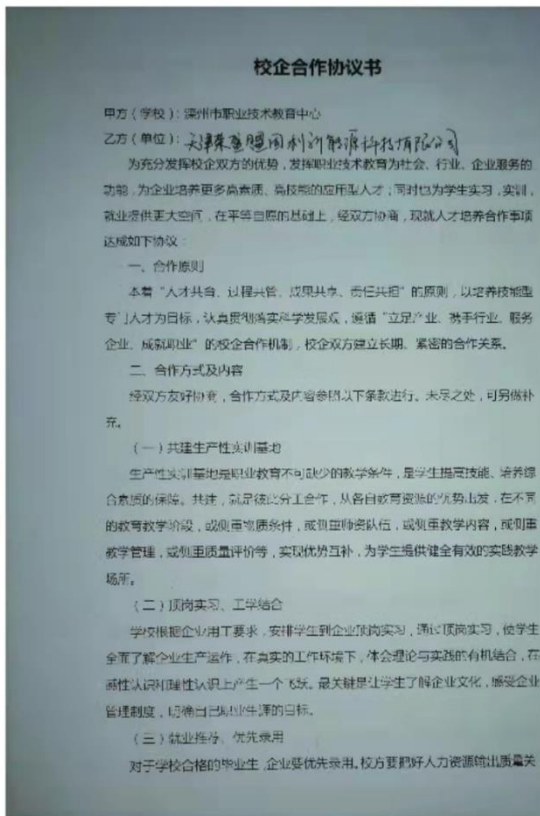 校企合作协议书
甲方（学校）：滦州市职业技术教育中心
乙方（单位）：天津荣盛盟固利新能源科技有限公司
为充分发挥校企双方的优势，发挥职业技术教育为社会、行业、企业服务的
功能，为企业培养更多高素质、高技能的应用型人才；同时也为学生实习，实训，
就业提供更大空间，在平等自愿的基础上，经双方协商，现就人才培养合作事项
达成如下协议：
一、合作原则
本着“人才共育、过程共管、成果共享、责任共担”的原则，以培养技能型
专门人才为目标，认真贯彻落实科学发展观，遵循“立足产业、携手行业、服务
企业、成就职业”的校企合作机制，校企双方建立长期、紧密的合作关系。
二、合作方式及内容
经双方友好协商，合作方式及内容参照以下条款进行。未尽之处，可另做补
充。
（一）共建生产性实训基地
生产性实训基地是职业教育不可缺少的教学条件，是学生提高技能、培养综
合素质的保障。共建，就是彼此分工合作，从各自教育资源的优势出发，在不同
的教育教学阶段，或侧重物质条件，或侧重师资队伍，或侧重教学内容，或侧重
教学管理，或侧重质量评价等，实现优势互补，为学生提供健全有效的实践教学
场所。
（二）顶岗实习、工学结合
学校根据企业用工要求，安排学生到企业顶岗实习，通过顶岗实习，使学生
全面了解企业生产运作，在真实的工作环境下，体会理论与实践的有机结合，在
感性认识和理性认识上产生一个飞跃。最关键是让学生了解企业文化，感受企业
管理制度，明确自己职业生涯的目标。
（三）就业推荐、优先录用
对于学校合格的毕业生，企业要优先录用。校方要把好人力资源输出质量关